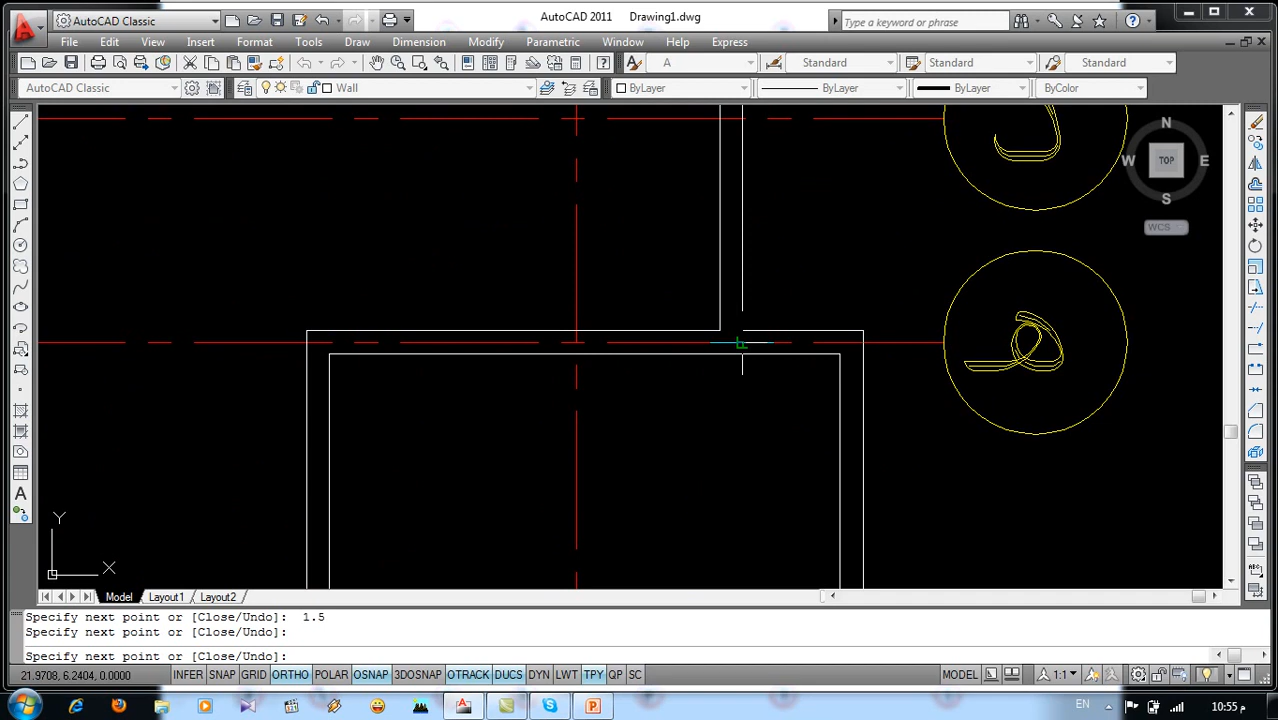 AutoCAD Classic
AutoCAD 2011 Drawing1.dwg
Type a keyword or phrase
File Edit View Insert Format Tools Draw Dimension Modify Parametric Window Help Express
A Standard Standard Standard
AutoCAD Classic Wall ByLayer ByLayer ByLayer ByColor
N
W TOP E
S
WCS
ه
Y
X
Model Layout1 Layout2
Specify next point or [Close/Undo]: 1.5
Specify next point or [Close/Undo]:
Specify next point or [Close/Undo]:
21.9708, 6.2404, 0.0000 INFER SNAP GRID ORTHO POLAR OSNAP 3DOSNAP OTRACK DUCS DYN LWT TPY QP SC MODEL 1:1
EN 10:55 م